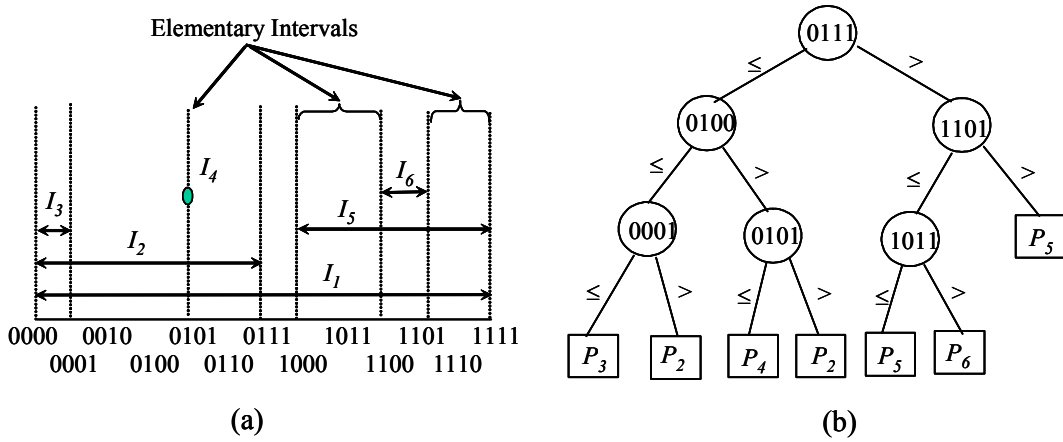 Elementary Intervals
I4
I3
I6
I5
I2
I1
0000 0010 0101 0111 1011 1101 1111
0001 0100 0110 1000 1100 1110
(a)
0111
≤ >
0100 1101
≤ > ≤ >
0001 0101 1011 P5
≤ > ≤ > ≤ >
P3 P2 P4 P2 P5 P6
(b)